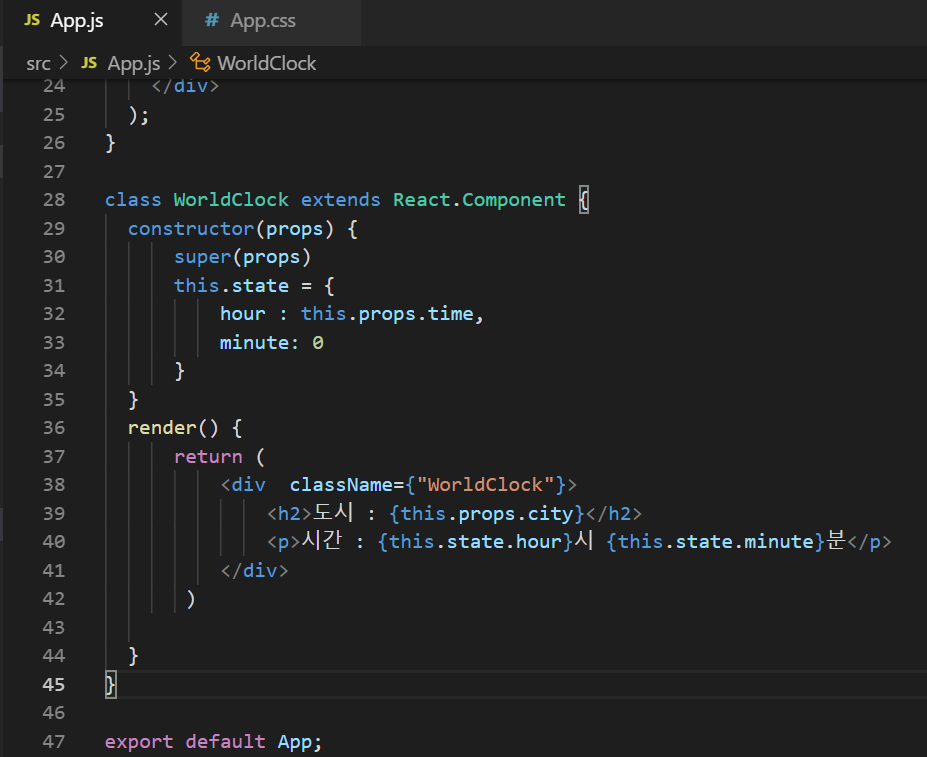 JS App.js × # App.css
src > JS App.js > WorldClock
24 </div>
25 );
26 }
27
28 class WorldClock extends React.Component {
29 constructor(props) {
30 super(props)
31 this.state = {
32 hour : this.props.time,
33 minute: 0
34 }
35 }
36 render() {
37 return (
38 <div  className={"WorldClock"}>
39 <h2>도시 : {this.props.city}</h2>
40 <p>시간 : {this.state.hour}시 {this.state.minute}분</p>
41 </div>
42 )
43
44 }
45 }
46
47 export default App;